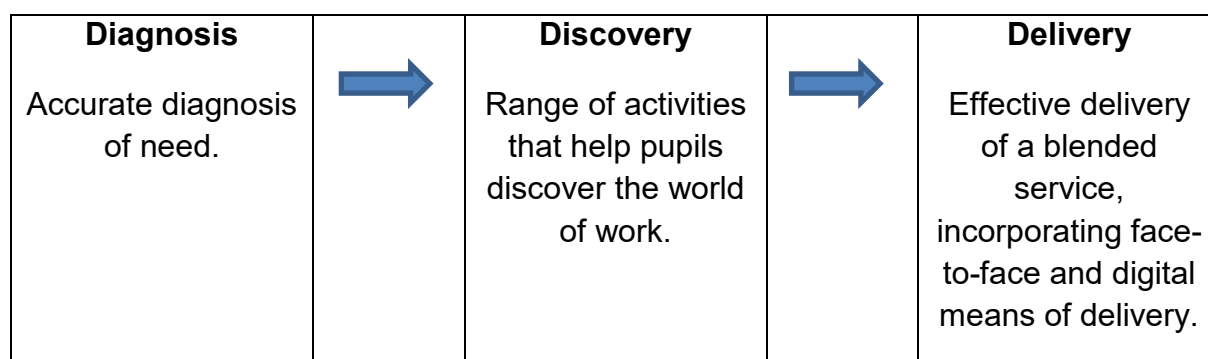 Diagnosis
Accurate diagnosis
of need.
Discovery
Range of activities
that help pupils
discover the world
of work.
Delivery
Effective delivery
of a blended
service,
incorporating face-
to-face and digital
means of delivery.